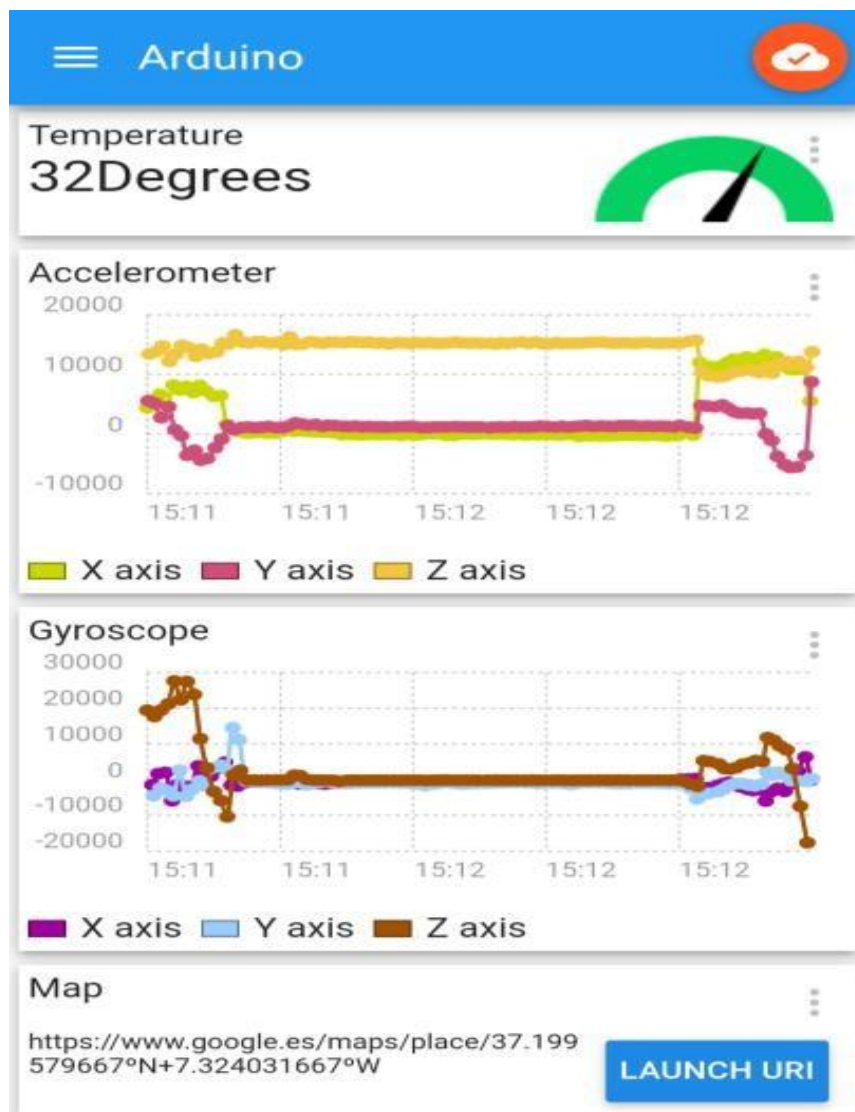 Arduino
Temperature
32Degrees
Accelerometer
20000
10000
0
-10000
15:11 15:11 15:12 15:12 15:12
X axis Y axis Z axis
Gyroscope
30000
20000
10000
0
-10000
-20000
15:11 15:11 15:12 15:12 15:12
X axis Y axis Z axis
Map
https://www.google.es/maps/place/37.199
579667ºN+7.324031667ºW
LAUNCH URI